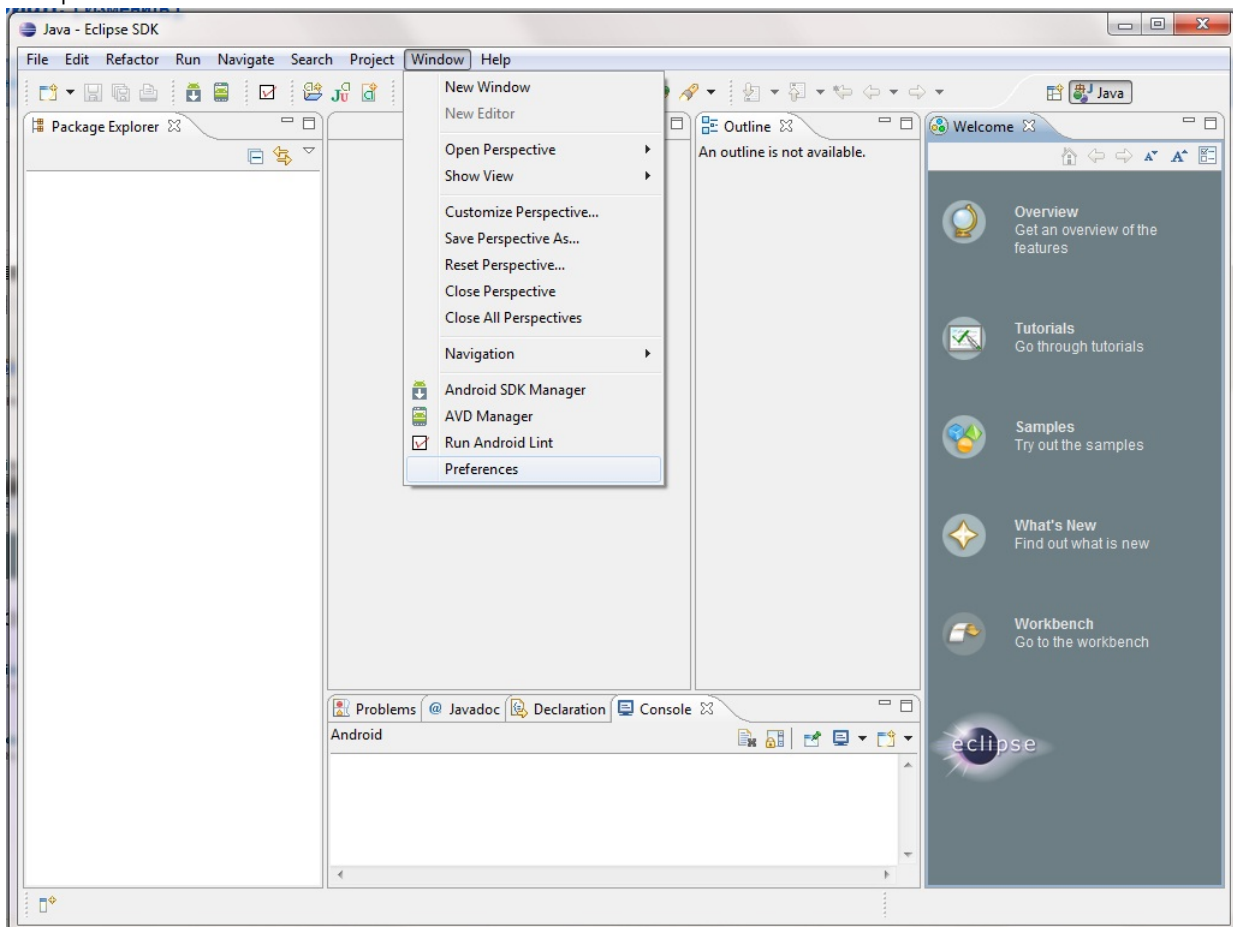 Java - Eclipse SDK
File Edit Refactor Run Navigate Search Project Window Help
Java
Package Explorer
New Window
New Editor
Open Perspective
Show View
Customize Perspective...
Save Perspective As...
Reset Perspective...
Close Perspective
Close All Perspectives
Navigation
Android SDK Manager
AVD Manager
Run Android Lint
Preferences
Outline
An outline is not available.
Welcome
Overview
Get an overview of the
features
Tutorials
Go through tutorials
Samples
Try out the samples
What's New
Find out what is new
Workbench
Go to the workbench
eclipse
Problems @ Javadoc Declaration Console
Android